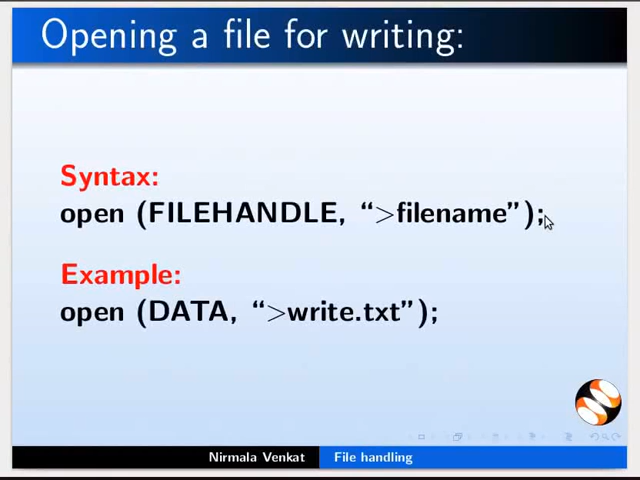 Opening a file for writing:
Syntax:
open (FILEHANDLE, “>filename”);
Example:
open (DATA, “>write.txt”);
Nirmala Venkat
File handling